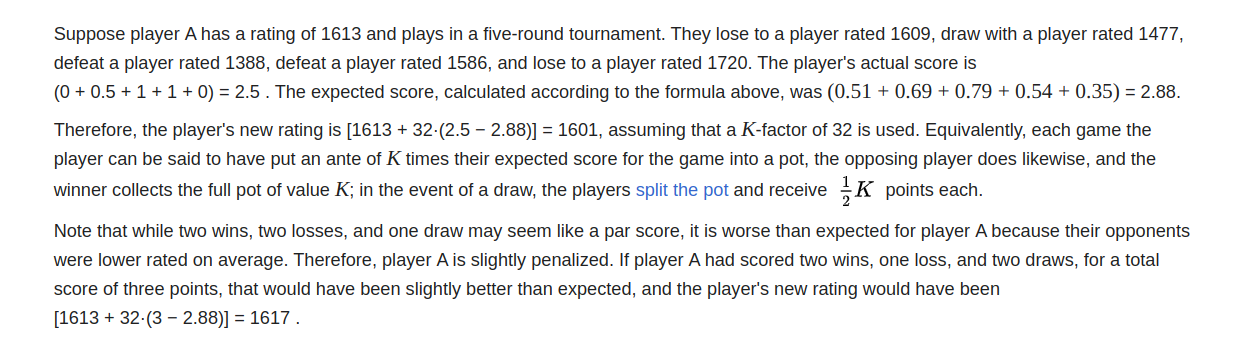 Suppose player A has a rating of 1613 and plays in a five-round tournament. They lose to a player rated 1609, draw with a player rated 1477,
defeat a player rated 1388, defeat a player rated 1586, and lose to a player rated 1720. The player's actual score is
(0 + 0.5 + 1 + 1 + 0) = 2.5 . The expected score, calculated according to the formula above, was (0.51 + 0.69 + 0.79 + 0.54 + 0.35) = 2.88.
Therefore, the player's new rating is [1613 + 32·(2.5 − 2.88)] = 1601, assuming that a K-factor of 32 is used. Equivalently, each game the
player can be said to have put an ante of K times their expected score for the game into a pot, the opposing player does likewise, and the
winner collects the full pot of value K; in the event of a draw, the players split the pot and receive 1/2 K points each.
Note that while two wins, two losses, and one draw may seem like a par score, it is worse than expected for player A because their opponents
were lower rated on average. Therefore, player A is slightly penalized. If player A had scored two wins, one loss, and two draws, for a total
score of three points, that would have been slightly better than expected, and the player's new rating would have been
[1613 + 32·(3 − 2.88)] = 1617 .